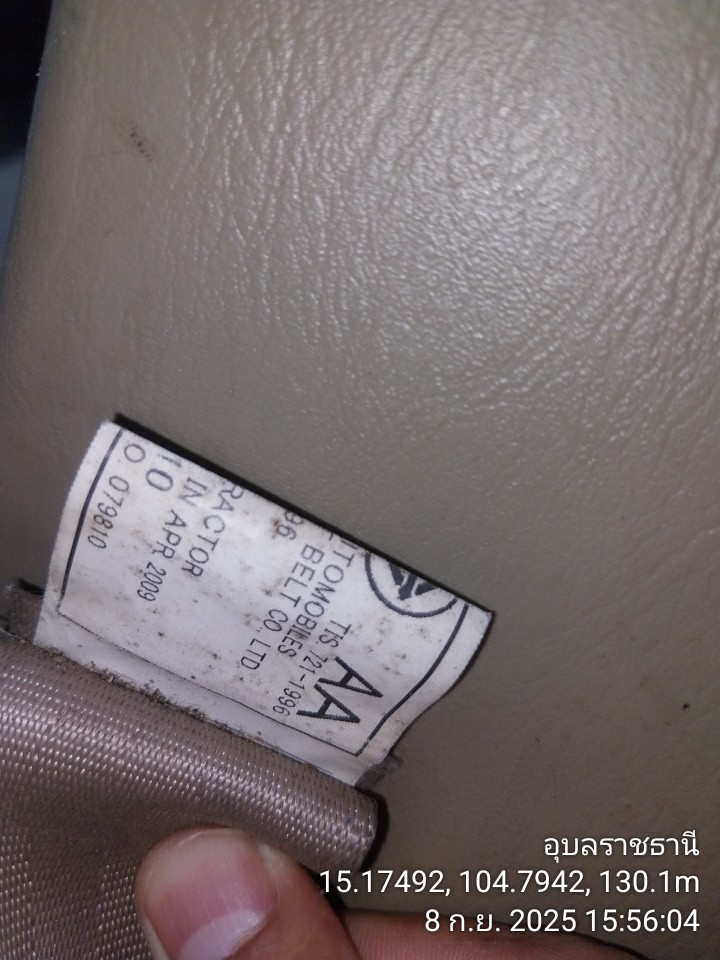 AA
TIS 721-1996
TOMOBILES
BELT CO., LTD.
96
RACTOR
IN APR. 2009
10
O. 079810
อุบลราชธานี
15.17492, 104.7942, 130.1m
8 ก.ย. 2025 15:56:04